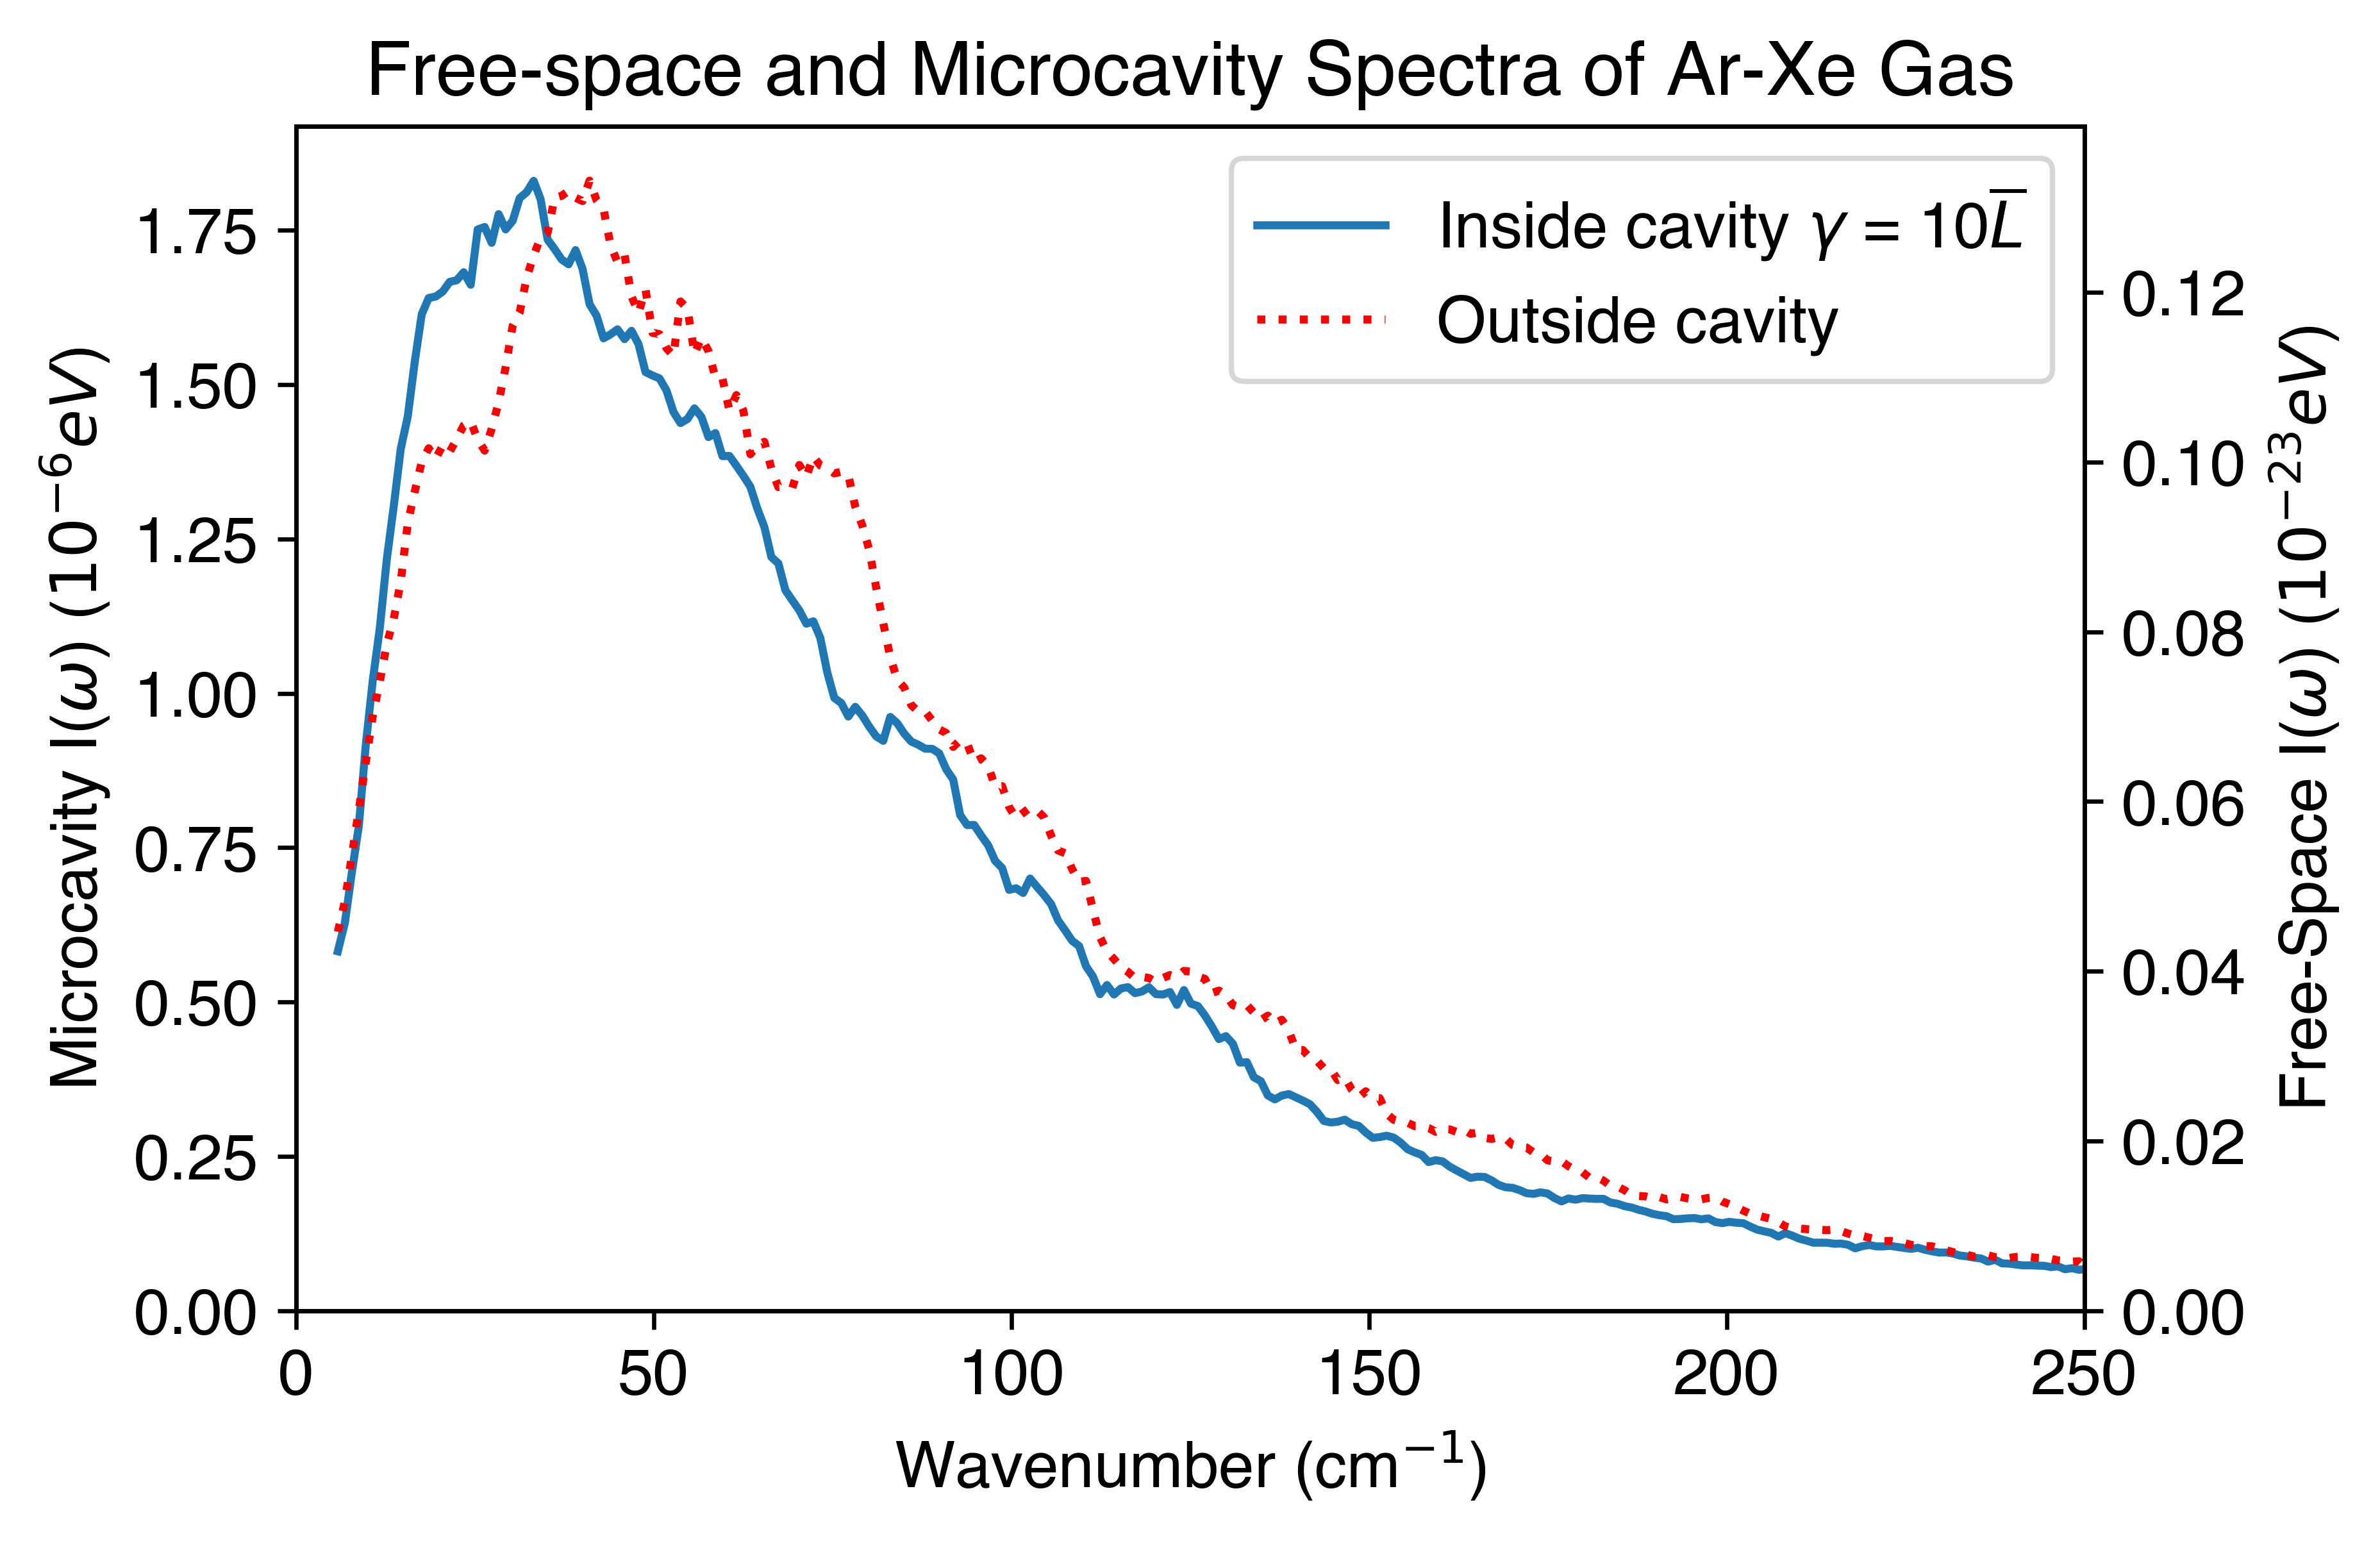 Free-space and Microcavity Spectra of Ar-Xe Gas
Inside cavity γ = 10L̅
Outside cavity
Microcavity I(ω) (10⁻⁶eV)
1.75
1.50
1.25
1.00
0.75
0.50
0.25
0.00
0.12
0.10
0.08
0.06
0.04
0.02
0.00
Free-Space I(ω) (10⁻²³eV)
0 50 100 150 200 250
Wavenumber (cm⁻¹)